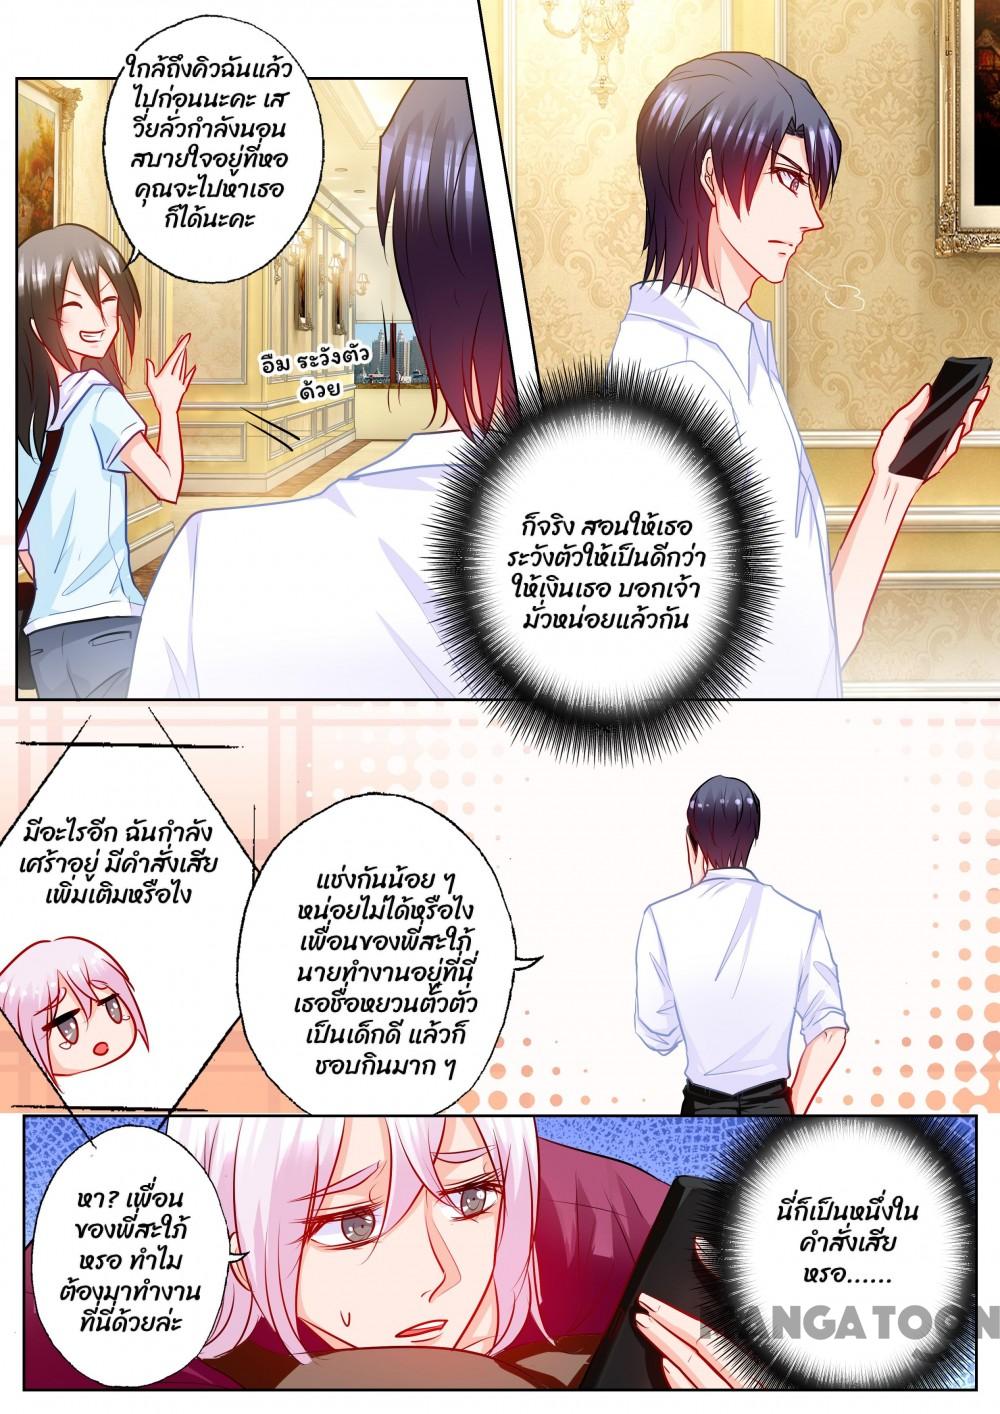 ใกล้ถึงคิวฉันแล้ว
ไปก่อนนะคะ เส
วี่ยลั่วกำลังนอน
สบายใจอยู่ที่หอ
คุณจะไปหาเธอ
ก็ได้นะคะ
อืม ระวังตัว
ด้วย
ก็จริง สอนให้เธอ
ระวังตัวให้เป็นดีกว่า
ให้เงินเธอ บอกเจ้า
มั่วหน่อยแล้วกัน
มีอะไรอีก ฉันกำลัง
เศร้าอยู่ มีคำสั่งเสีย
เพิ่มเติมหรือไง
แช่งกันน้อย ๆ
หน่อยไม่ได้หรือไง
เพื่อนของพี่สะใภ้
นายทำงานอยู่ที่นี่
เธอชื่อหยวนตั้วตั่ว
เป็นเด็กดี แล้วก็
ชอบกินมาก ๆ
หา? เพื่อน
ของพี่สะใภ้
หรอ ทำไม
ต้องมาทำงาน
ที่นี่ด้วยล่ะ
นี่ก็เป็นหนึ่งใน
คำสั่งเสีย
หรอ......
MANGATOON